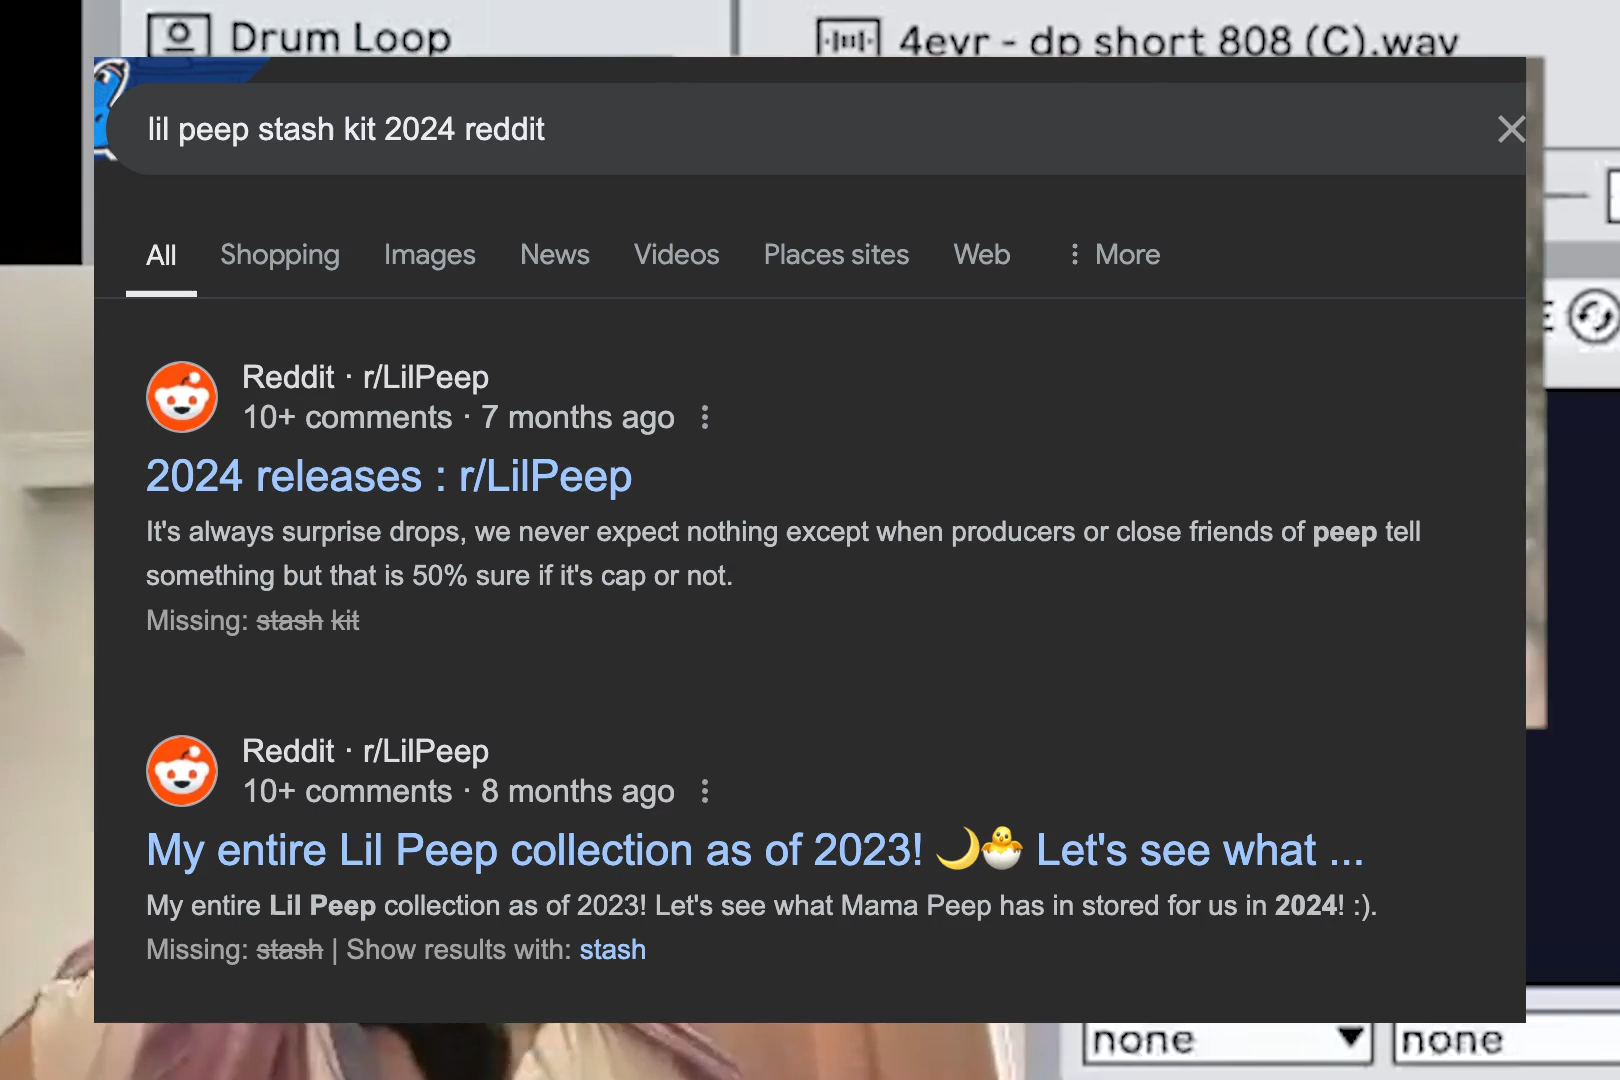 Drum Loop
4evr - dp short 808 (C).wav
lil peep stash kit 2024 reddit
All Shopping Images News Videos Places sites Web More
Reddit · r/LilPeep
10+ comments · 7 months ago
2024 releases : r/LilPeep
It's always surprise drops, we never expect nothing except when producers or close friends of peep tell
something but that is 50% sure if it's cap or not.
Missing: stash kit
Reddit · r/LilPeep
10+ comments · 8 months ago
My entire Lil Peep collection as of 2023! 🌙🐣 Let's see what ...
My entire Lil Peep collection as of 2023! Let's see what Mama Peep has in stored for us in 2024! :).
Missing: stash | Show results with: stash
none none